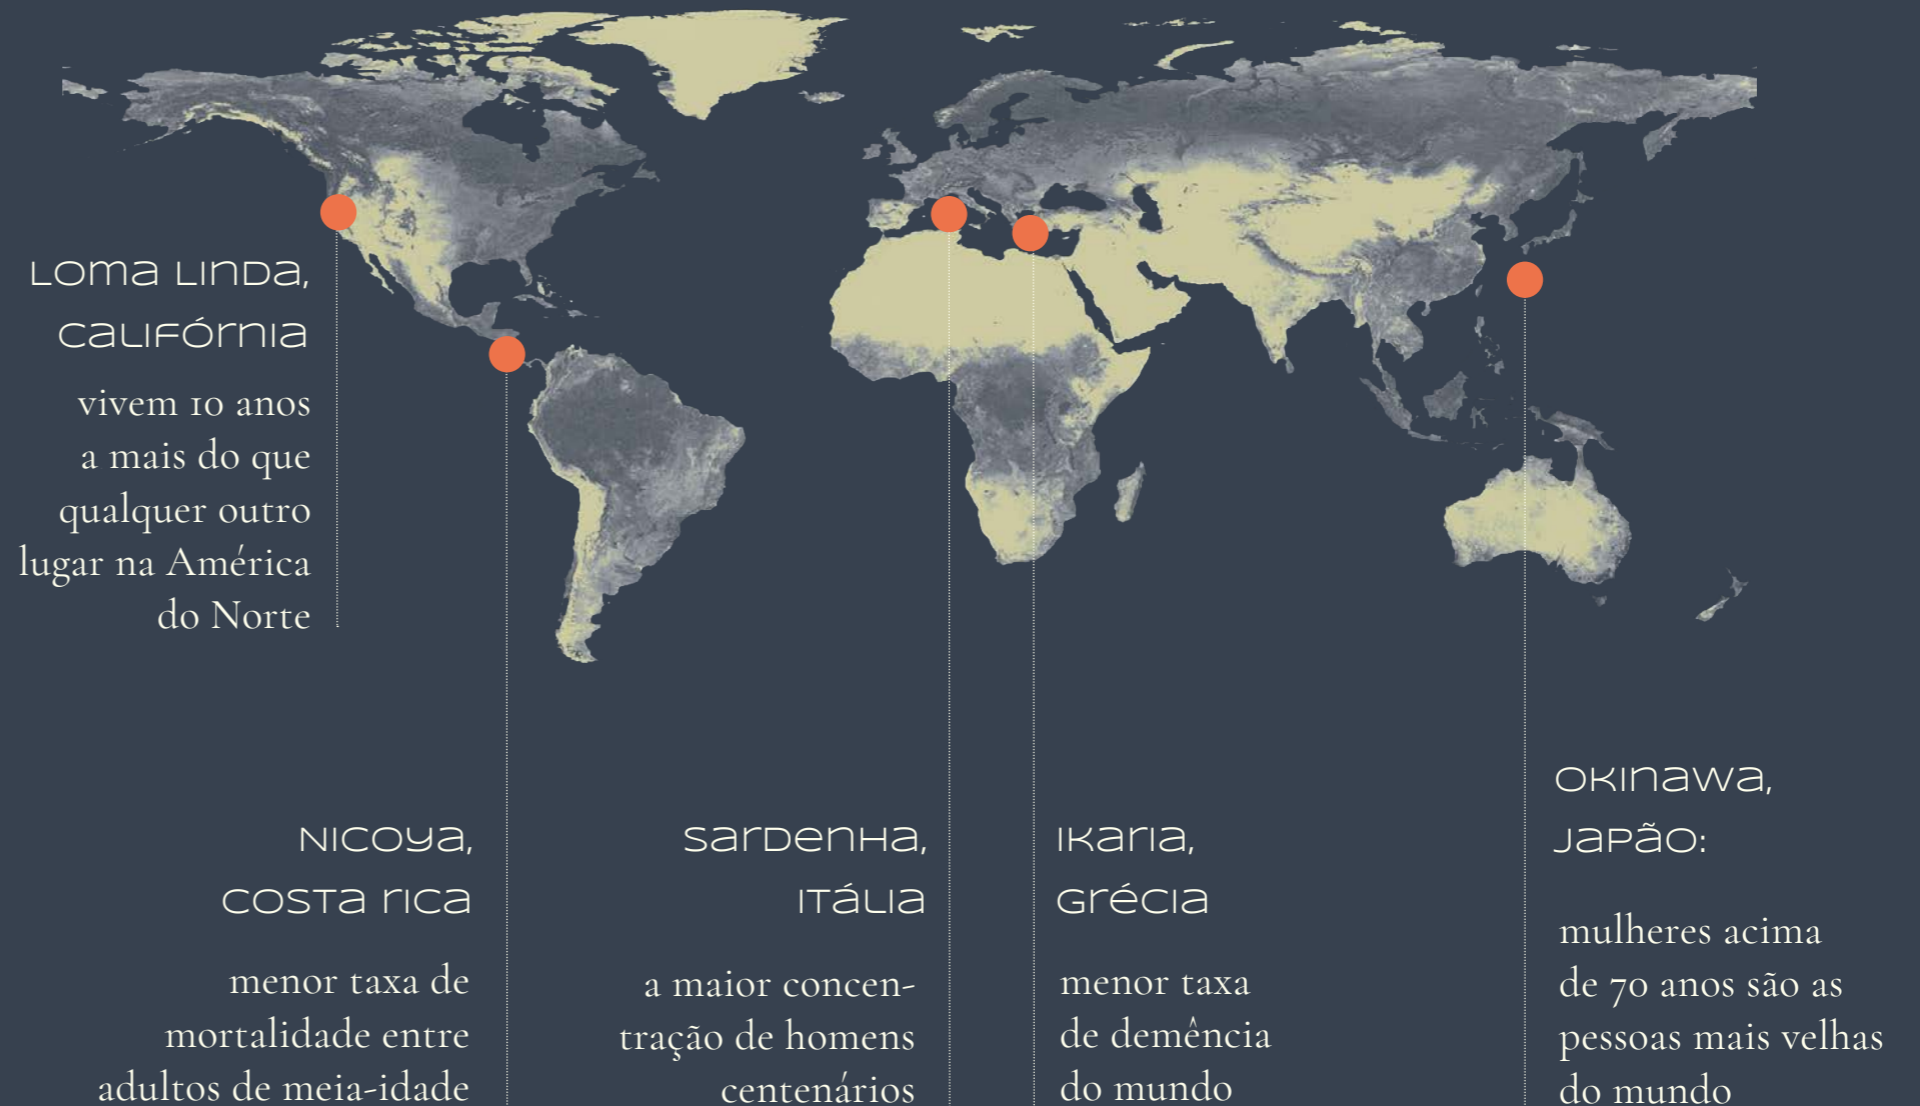 Loma Linda,
Califórnia
vivem 10 anos
a mais do que
qualquer outro
lugar na América
do Norte
Nicoya,
Costa Rica
menor taxa de
mortalidade entre
adultos de meia-idade
Sardenha,
Itália
a maior concen-
tração de homens
centenários
Ikaria,
Grécia
menor taxa
de demência
do mundo
Okinawa,
Japão:
mulheres acima
de 70 anos são as
pessoas mais velhas
do mundo